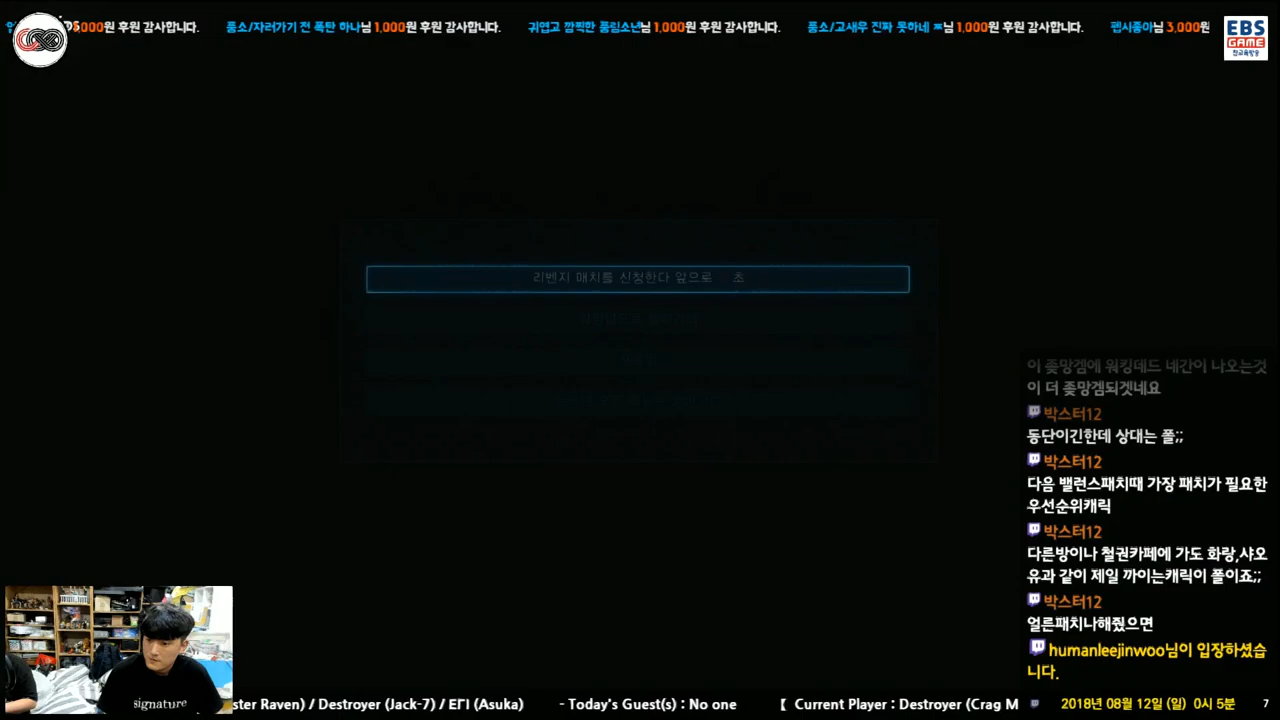 5,000원 후원 감사합니다. 풍소/자러가기 전 폭탄 하나님 1,000원 후원 감사합니다. 귀엽고 깜찍한 풍림소년님 1,000원 후원 감사합니다. 풍소/고새우 진짜 못하네 ㅉ님 1,000원 후원 감사합니다. 펩시좋아님 3,000원
EBS
GAME
전교육방송
리벤지 매치를 신청한다 앞으로 초
이 좆망겜에 워킹데드 네간이 나오는것
이 더 좆망겜되겟네요
박스터12
동단이긴한데 상대는 폴;;
박스터12
다음 밸런스패치때 가장 패치가 필요한
우선순위캐릭
박스터12
다른방이나 철권카페에 가도 화랑,샤오
유과 같이 제일 까이는캐릭이 폴이죠;;
박스터12
얼른패치나해줬으면
humanleejinwoo님이 입장하셨습
니다.
signature
ster Raven) / Destroyer (Jack-7) / EГI (Asuka) - Today's Guest(s) : No one 【 Current Player : Destroyer (Crag M
2018년 08월 12일 (일) 0시 5분 7